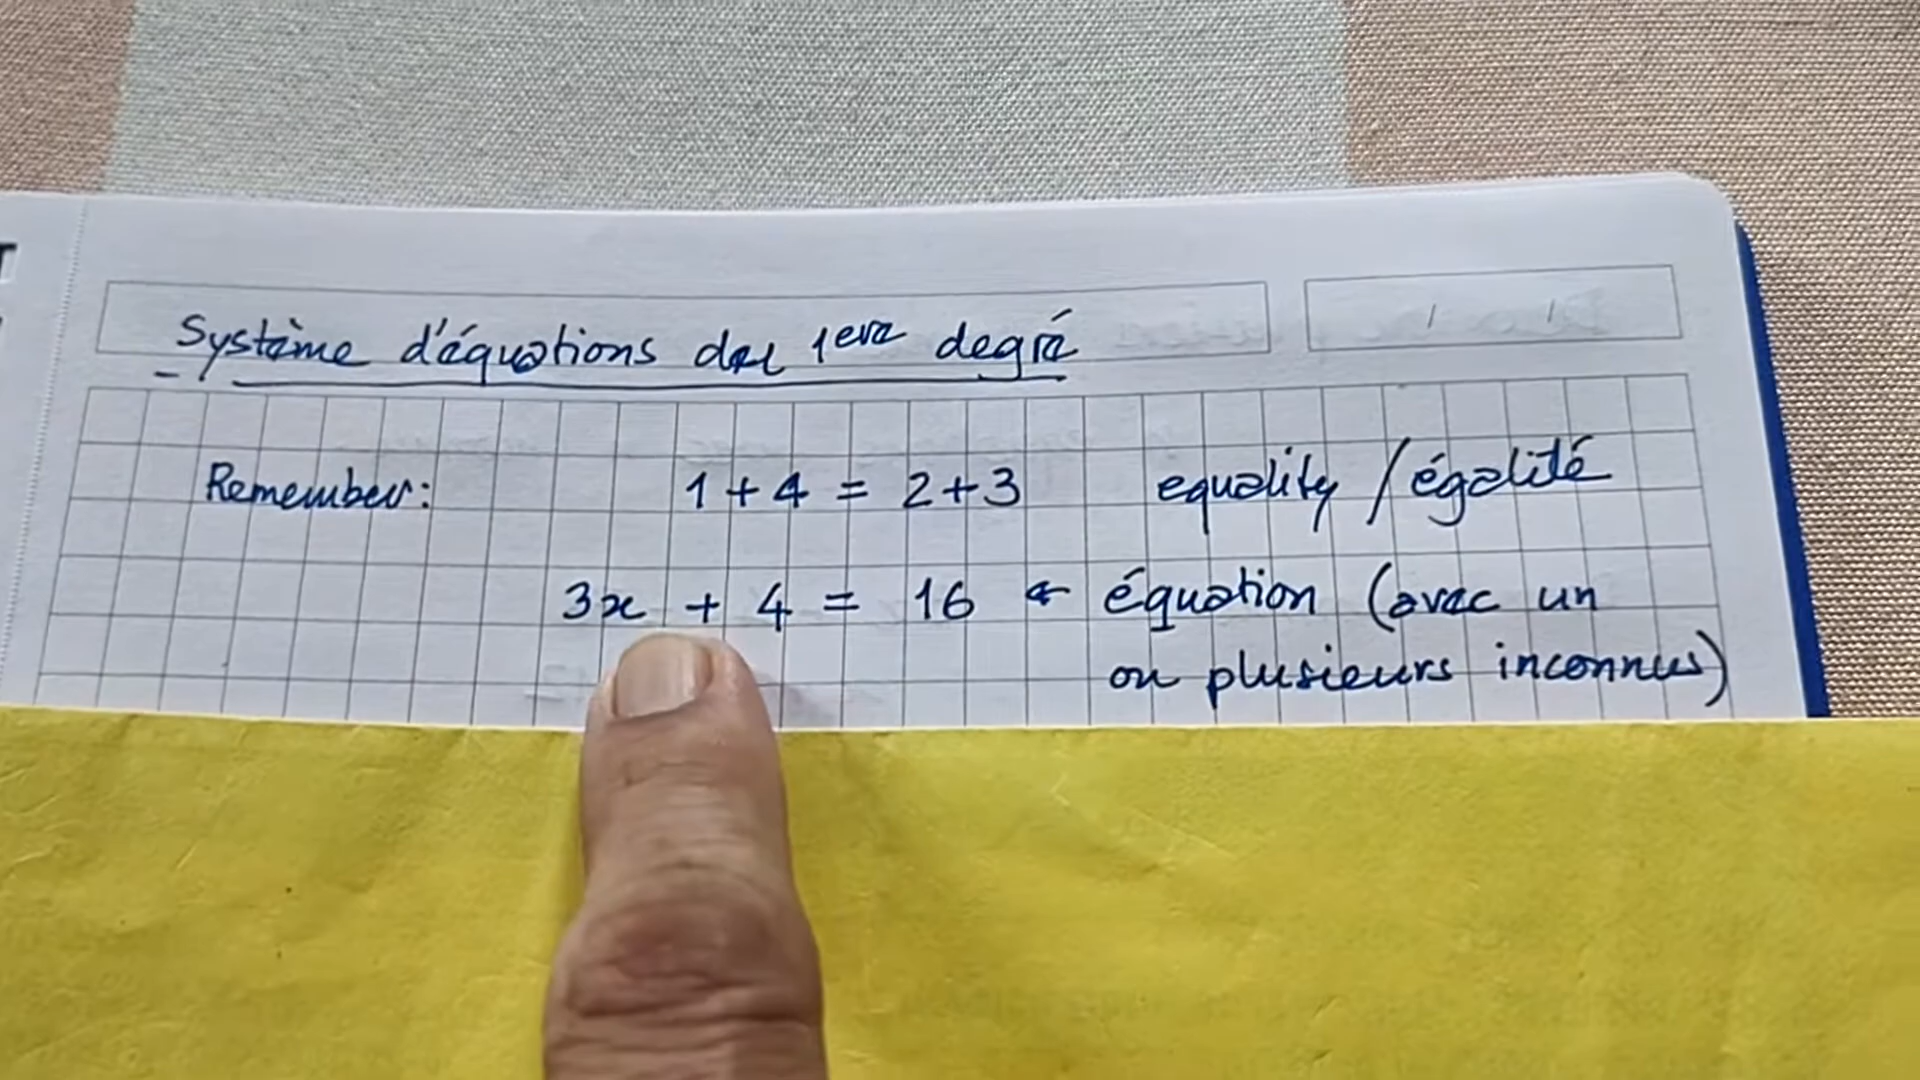 Système d'équations du 1ere degré
Remember: 1 + 4 = 2 + 3 equality / égalité
3x + 4 = 16 ← équation (avec un
ou plusieurs inconnus)